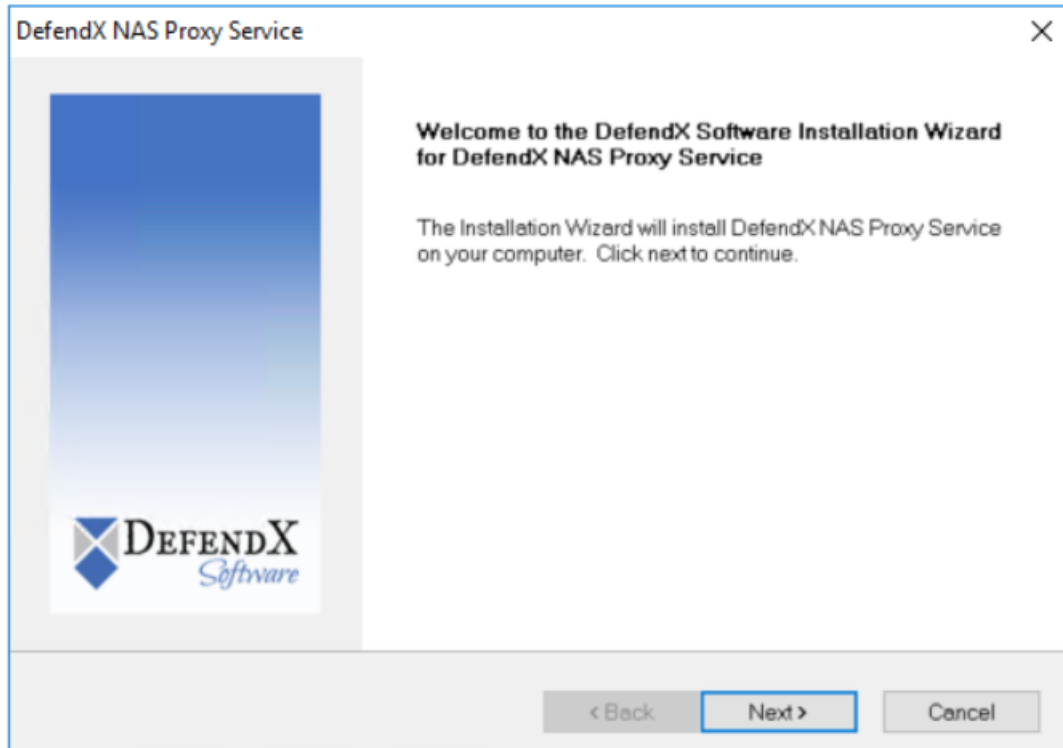 DefendX NAS Proxy Service
Welcome to the DefendX Software Installation Wizard
for DefendX NAS Proxy Service
The Installation Wizard will install DefendX NAS Proxy Service
on your computer. Click next to continue.
DEFENDX
Software
< Back Next > Cancel